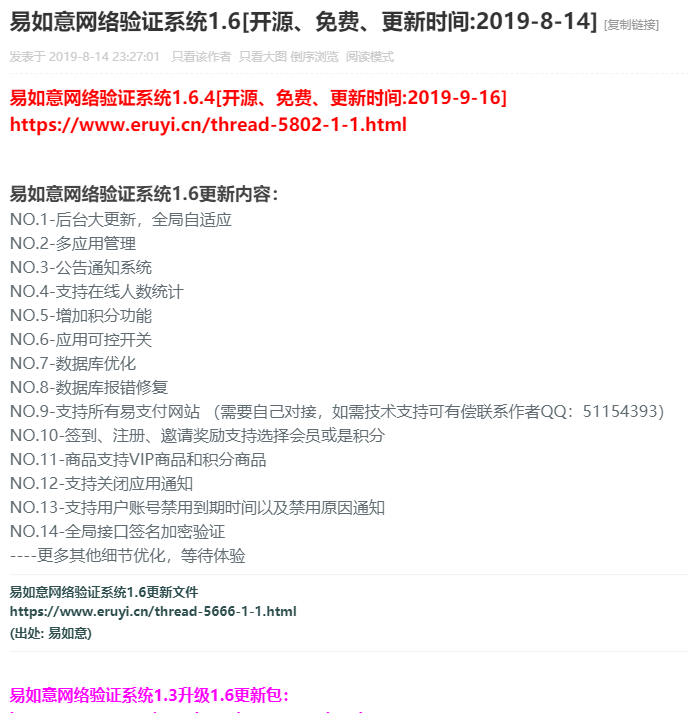 易如意网络验证系统1.6[开源、免费、更新时间:2019-8-14] [复制链接]
发表于 2019-8-14 23:27:01 只看该作者 只看大图 倒序浏览 阅读模式
易如意网络验证系统1.6.4[开源、免费、更新时间:2019-9-16]
https://www.eruyi.cn/thread-5802-1-1.html
易如意网络验证系统1.6更新内容：
NO.1-后台大更新，全局自适应
NO.2-多应用管理
NO.3-公告通知系统
NO.4-支持在线人数统计
NO.5-增加积分功能
NO.6-应用可控开关
NO.7-数据库优化
NO.8-数据库报错修复
NO.9-支持所有易支付网站 （需要自己对接，如需技术支持可有偿联系作者QQ：51154393）
NO.10-签到、注册、邀请奖励支持选择会员或是积分
NO.11-商品支持VIP商品和积分商品
NO.12-支持关闭应用通知
NO.13-支持用户账号禁用到期时间以及禁用原因通知
NO.14-全局接口签名加密验证
----更多其他细节优化，等待体验
易如意网络验证系统1.6更新文件
https://www.eruyi.cn/thread-5666-1-1.html
(出处: 易如意)
易如意网络验证系统1.3升级1.6更新包：